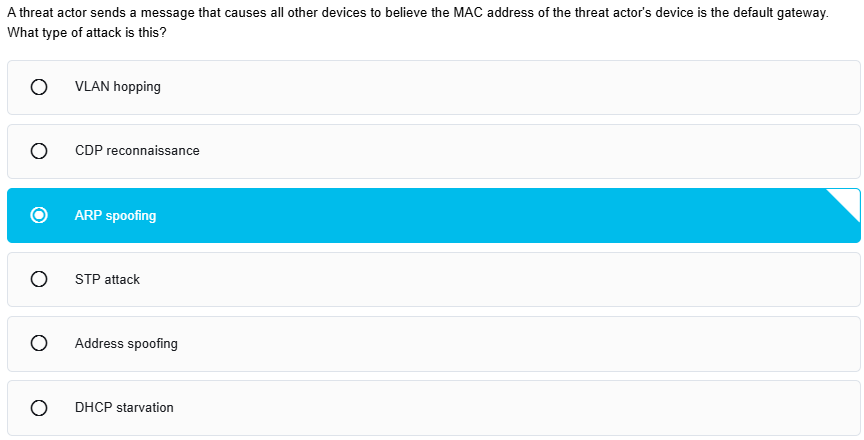 A threat actor sends a message that causes all other devices to believe the MAC address of the threat actor's device is the default gateway.
What type of attack is this?
VLAN hopping
CDP reconnaissance
ARP spoofing
STP attack
Address spoofing
DHCP starvation